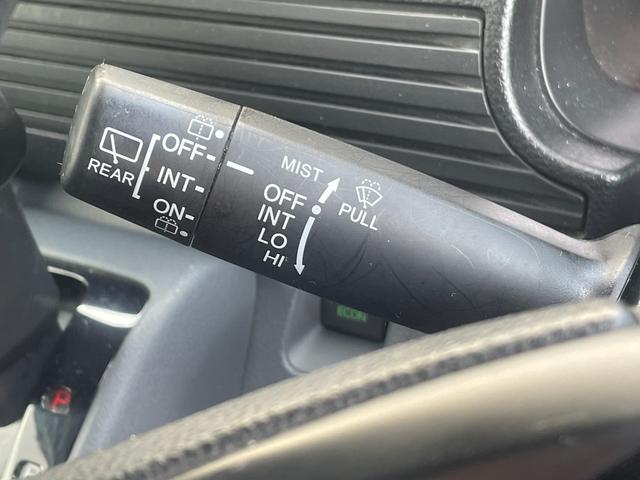 REAR
OFF
INT
ON
MIST
OFF
INT
LO
HI
PULL
ECON
P